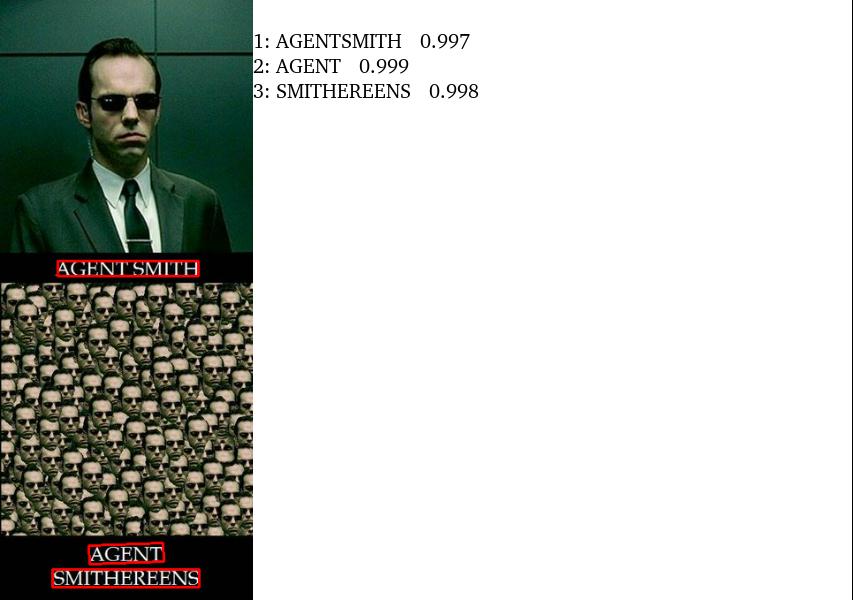 1: AGENTSMITH 0.997
2: AGENT 0.999
3: SMITHEREENS 0.998
AGENT SMITH
AGENT
SMITHEREENS